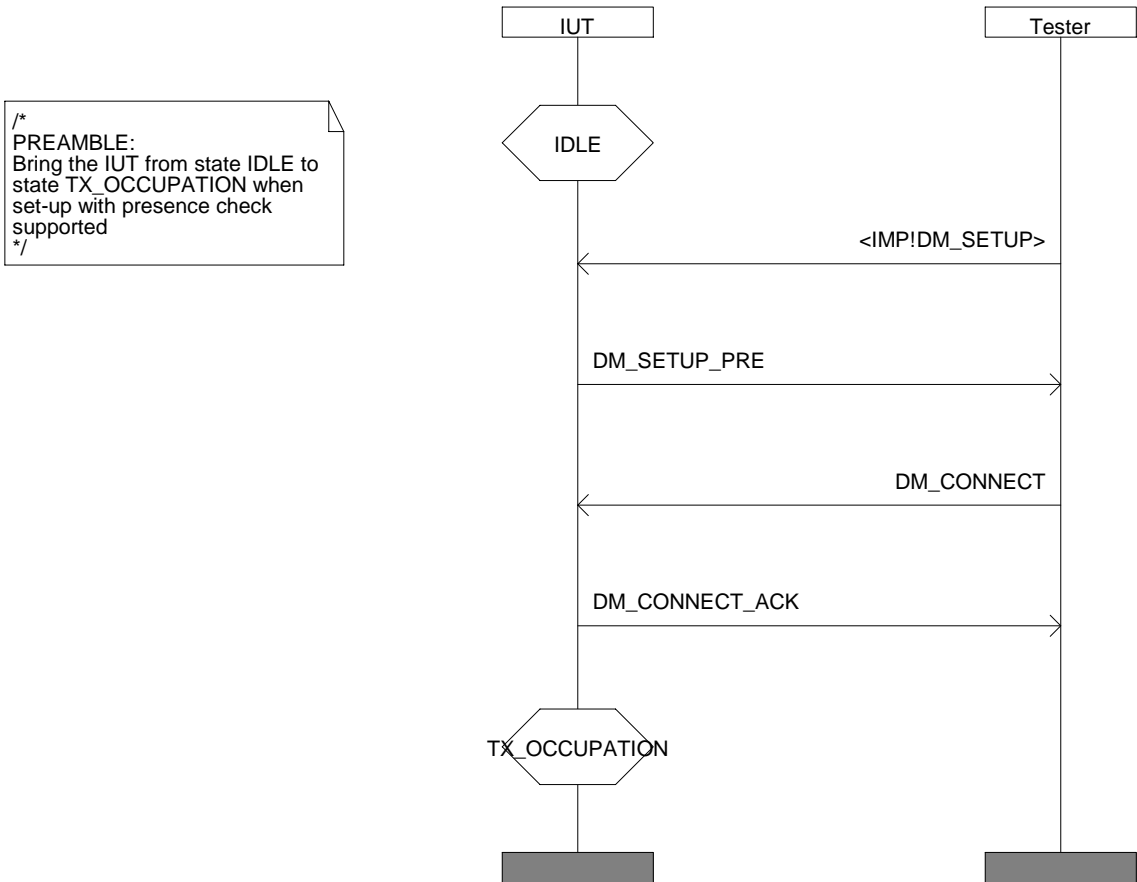 IUT
Tester
/*
PREAMBLE:
Bring the IUT from state IDLE to
state TX_OCCUPATION when
set-up with presence check
supported
*/
IDLE
<IMP!DM_SETUP>
DM_SETUP_PRE
DM_CONNECT
DM_CONNECT_ACK
TX_OCCUPATION